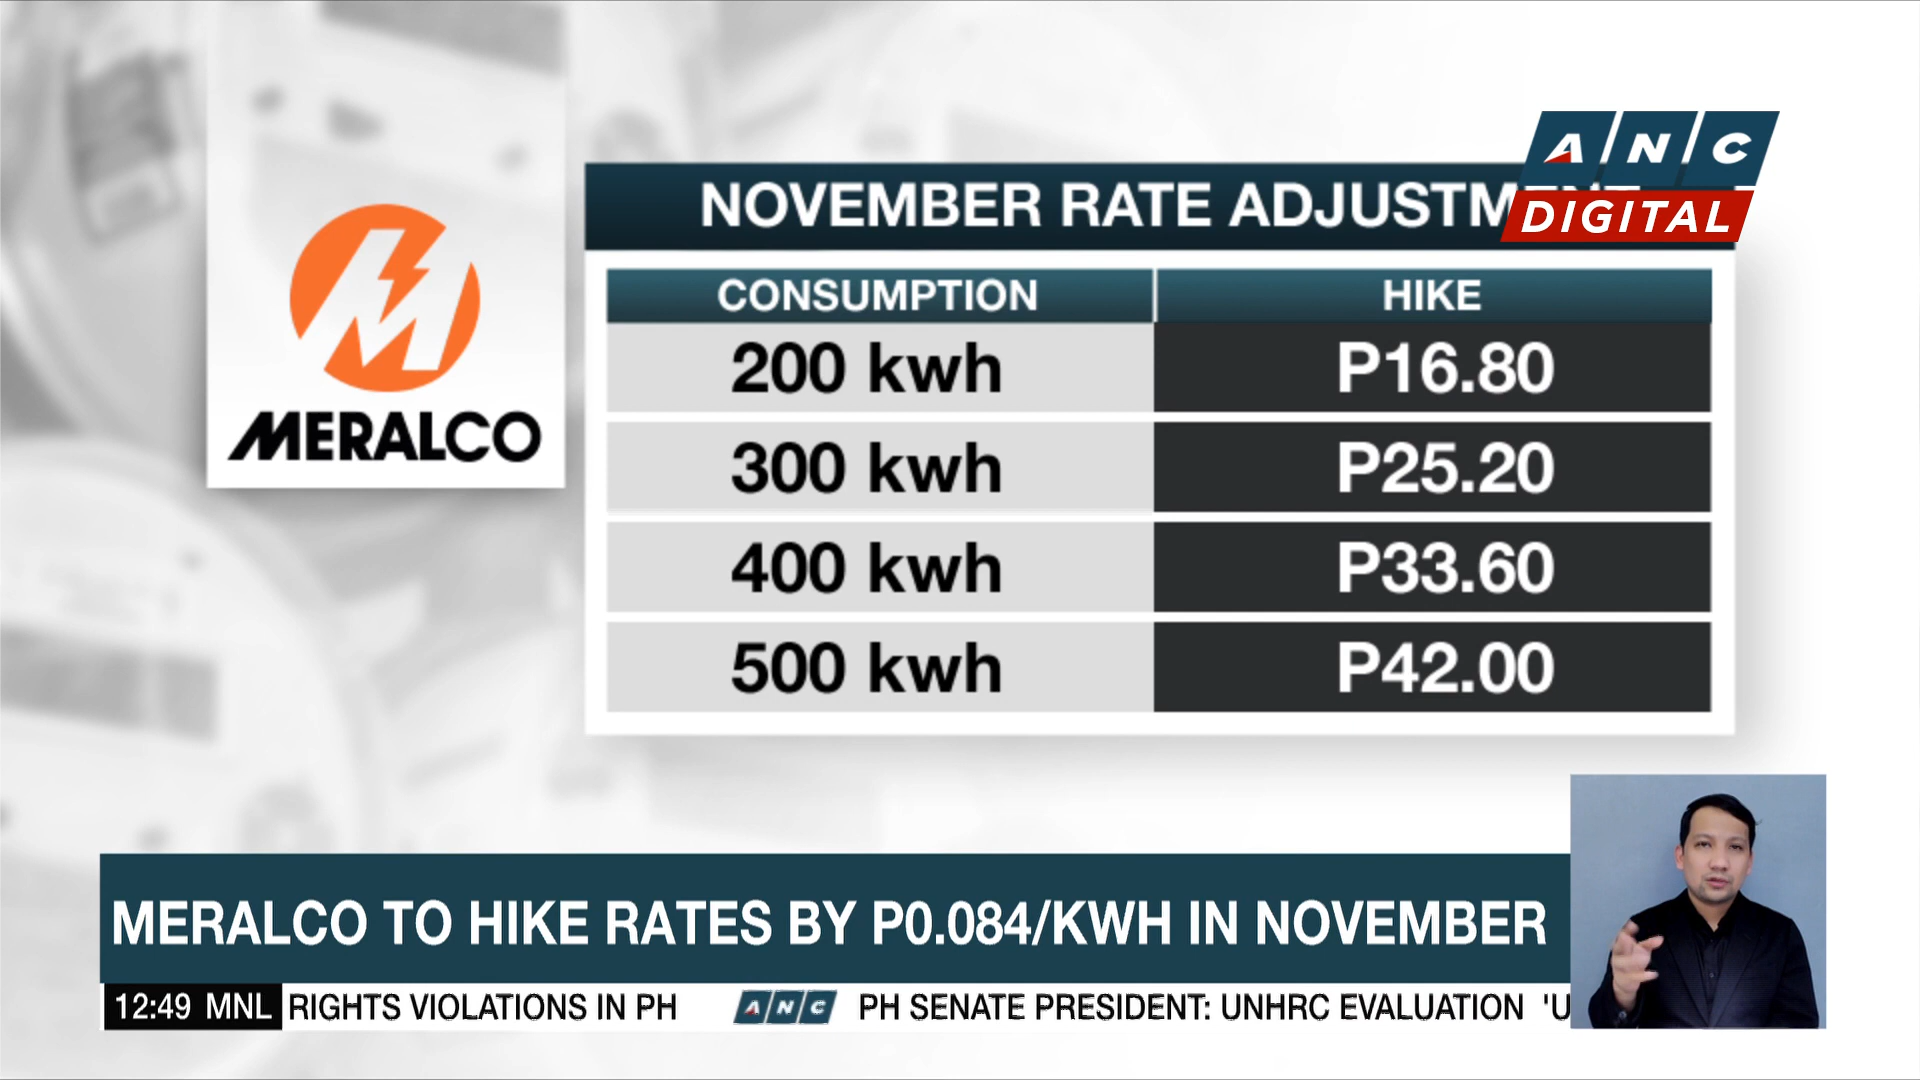 ANC
DIGITAL
NOVEMBER RATE
MERALCO
CONSUMPTION HIKE
200 kwh P16.80
300 kwh P25.20
400 kwh P33.60
500 kwh P42.00
MERALCO TO HIKE RATES BY P0.084/KWH IN NOVEMBER
12:49 MNL RIGHTS VIOLATIONS IN PH ANC PH SENATE PRESIDENT: UNHRC EVALUATION 'U